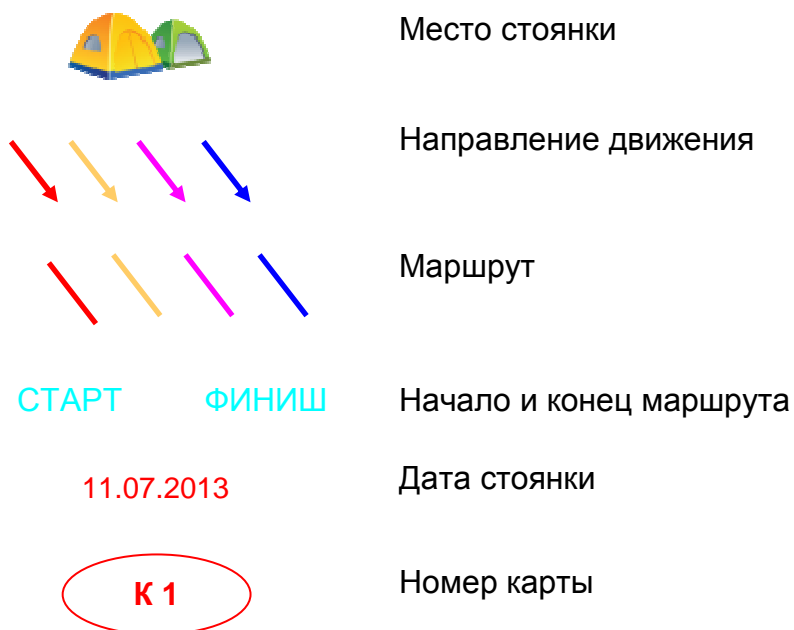 Место стоянки
Направление движения
Маршрут
СТАРТ ФИНИШ Начало и конец маршрута
11.07.2013 Дата стоянки
К 1 Номер карты